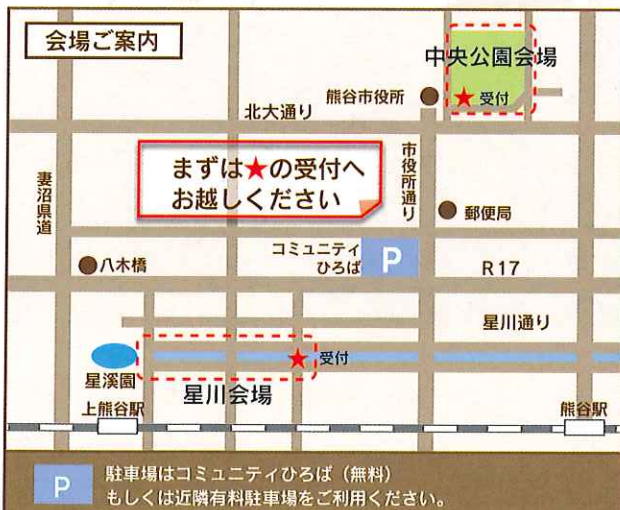 会場ご案内
中央公園会場
熊谷市役所
★受付
北大通り
まずは★の受付へ
お越しください
市役所通り
妻沼県道
郵便局
コミュニティ
ひろば
P
八木橋
R17
星川通り
★受付
星溪園
星川会場
上熊谷駅
熊谷駅
P
駐車場はコミュニティひろば（無料）
もしくは近隣有料駐車場をご利用ください。